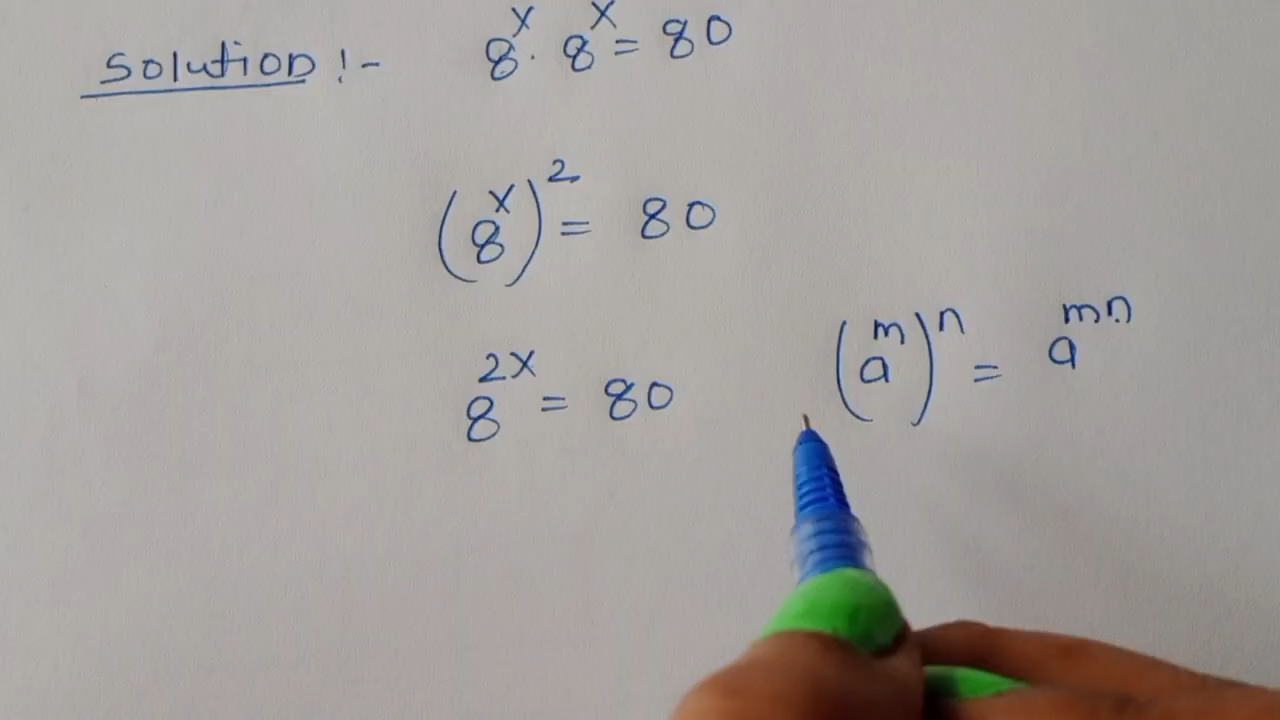 Solution !- 8^x . 8^x = 80
(8^x)^2 = 80
8^2x = 80 (a^m)^n = a^mn